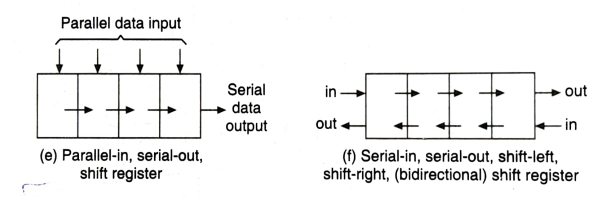 Parallel data input
Serial
data
output
(e) Parallel-in, serial-out,
shift register
in
out
out
in
(f) Serial-in, serial-out, shift-left,
shift-right, (bidirectional) shift register